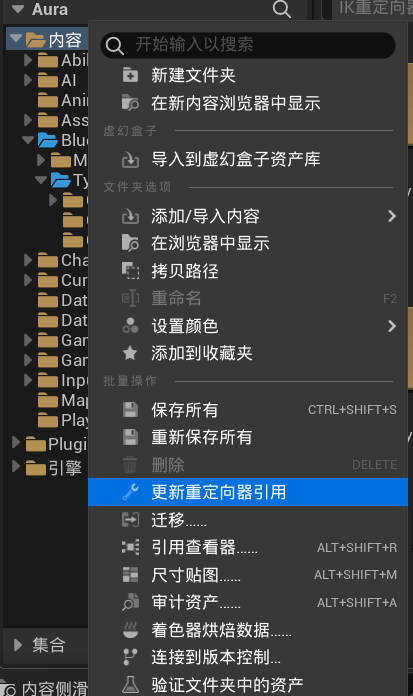 Aura
IK重定向器
内容
开始输入以搜索
Abi
新建文件夹
AI
在新内容浏览器中显示
Ani
虚幻盒子
Ass
Blu
导入到虚幻盒子资产库
M
Ty
文件夹选项
添加/导入内容
在浏览器中显示
Cha
拷贝路径
Cur
Dat
重命名 F2
Dat
设置颜色
Gam
添加到收藏夹
Gam
Inpu
批量操作
Map
保存所有 CTRL+SHIFT+S
Play
重新保存所有
Plugi
删除 DELETE
引擎
更新重定向器引用
迁移......
引用查看器...... ALT+SHIFT+R
尺寸贴图...... ALT+SHIFT+M
审计资产...... ALT+SHIFT+A
着色器烘焙数据......
集合
连接到版本控制...
内容侧滑
验证文件夹中的资产